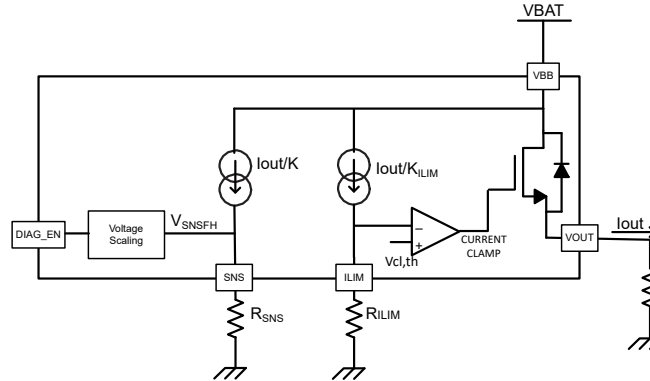 VBAT
VBB
Iout/K
Iout/KILIM
DIAG_EN
Voltage
Scaling
VSNSFH
−
+
Vcl,th
CURRENT
CLAMP
VOUT
Iout
SNS
ILIM
RSNS
RILIM